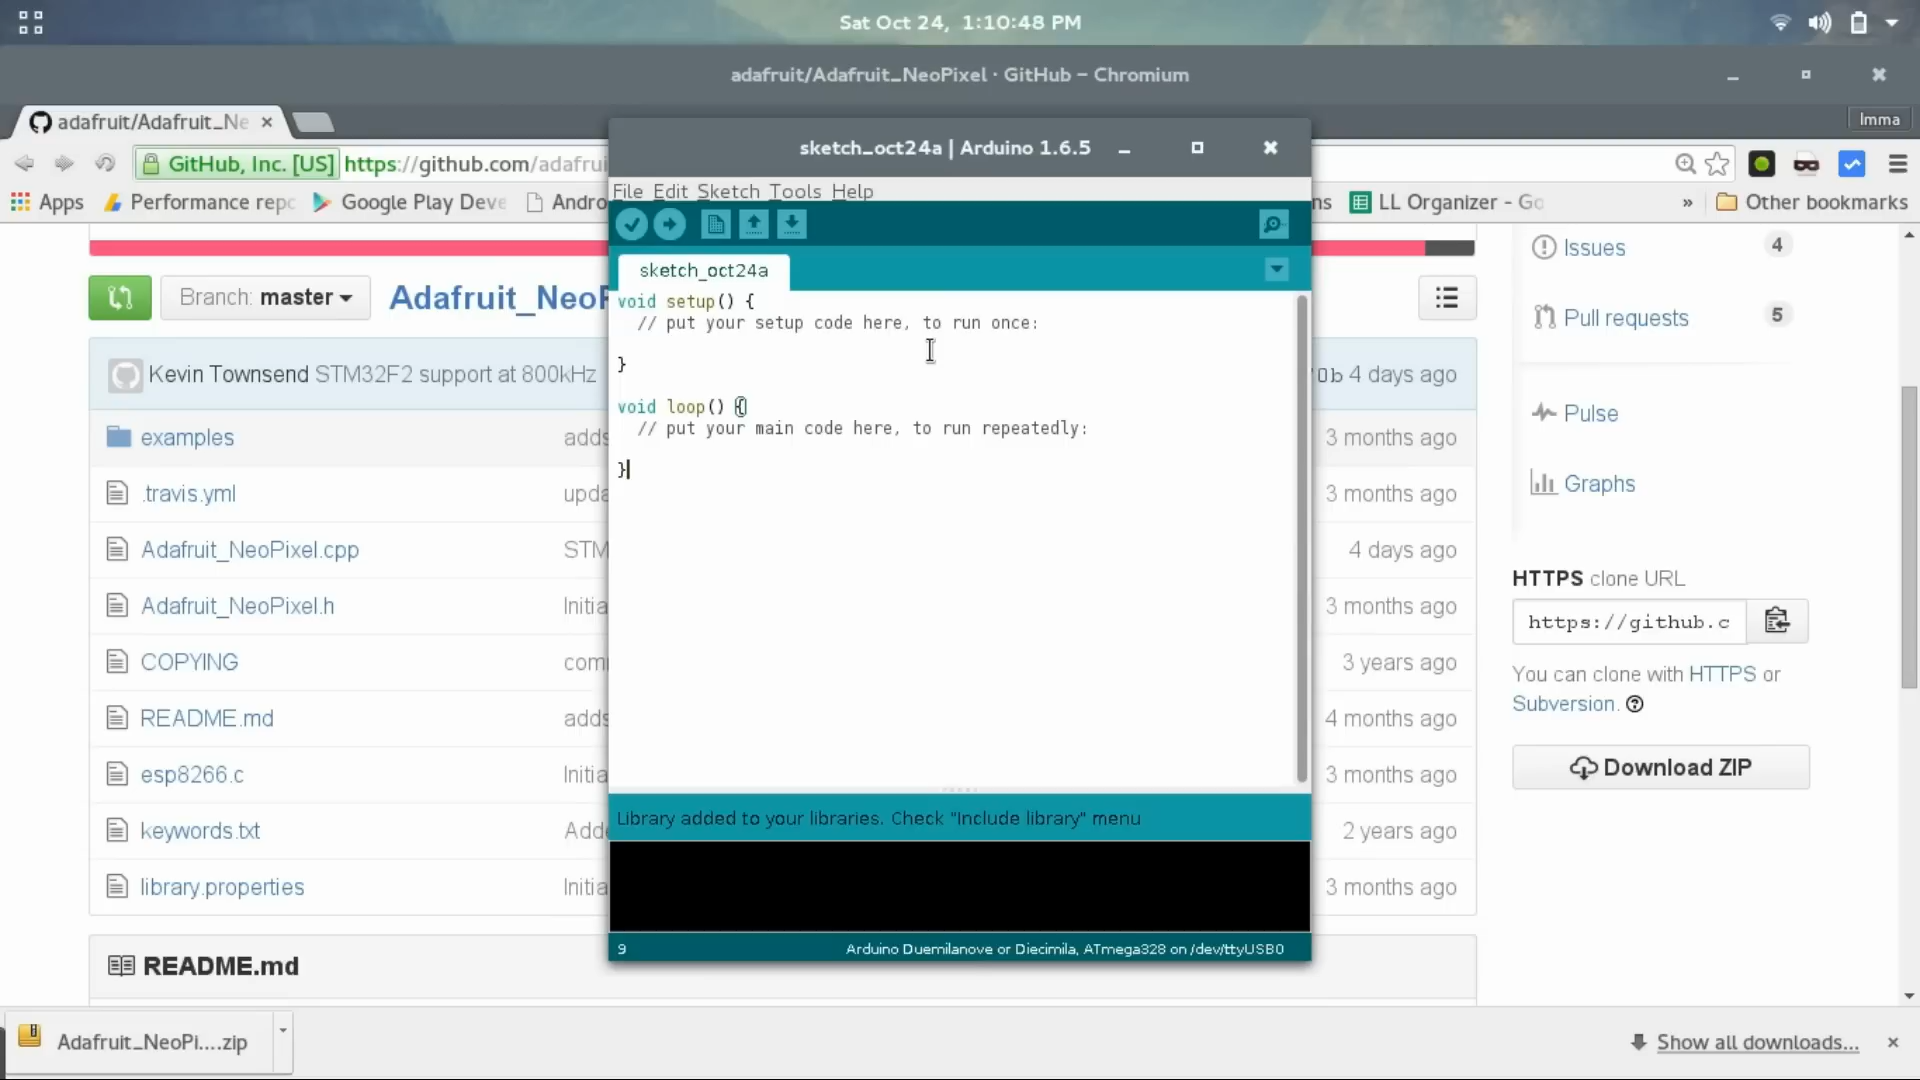 Sat Oct 24, 1:10:48 PM
adafruit/Adafruit_NeoPixel · GitHub – Chromium
adafruit/Adafruit_Ne
Imma
GitHub, Inc. [US] https://github.com/adafrui
Apps Performance repo Google Play Deve Andro ns LL Organizer - Go » Other bookmarks
Branch: master Adafruit_Neo
Kevin Townsend STM32F2 support at 800kHz 0b 4 days ago
examples adds 3 months ago
.travis.yml upda 3 months ago
Adafruit_NeoPixel.cpp STM 4 days ago
Adafruit_NeoPixel.h Initia 3 months ago
COPYING com 3 years ago
README.md adds 4 months ago
esp8266.c Initia 3 months ago
keywords.txt Adde 2 years ago
library.properties Initia 3 months ago
README.md
sketch_oct24a | Arduino 1.6.5
File Edit Sketch Tools Help
sketch_oct24a
void setup() {
// put your setup code here, to run once:
}
void loop() {
// put your main code here, to run repeatedly:
}
Library added to your libraries. Check "Include library" menu
9 Arduino Duemilanove or Diecimila, ATmega328 on /dev/ttyUSB0
Issues 4
Pull requests 5
Pulse
Graphs
HTTPS clone URL
https://github.c
You can clone with HTTPS or
Subversion.
Download ZIP
Adafruit_NeoPi....zip
Show all downloads...